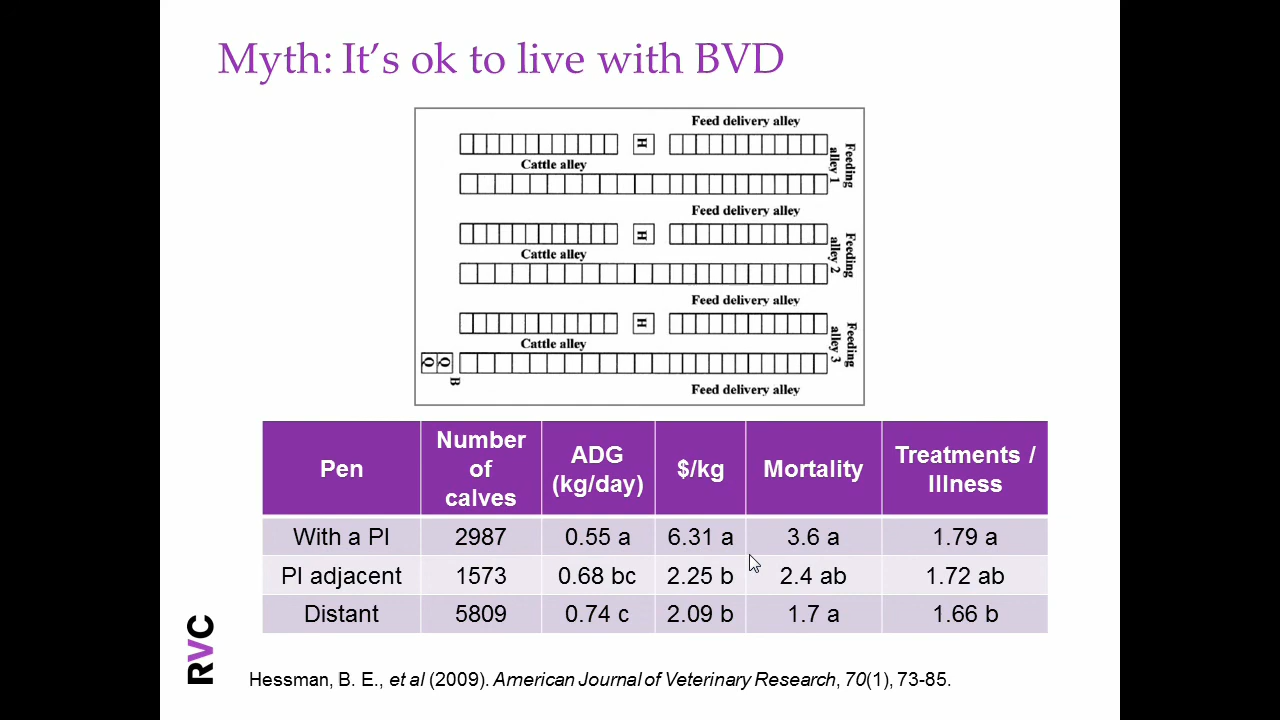 Myth: It's ok to live with BVD
Feed delivery alley
H
Cattle alley
Feeding
alley 1
Feed delivery alley
H
Cattle alley
Feeding
alley 2
Feed delivery alley
H
Cattle alley
Feeding
alley 3
Q Q
B
Feed delivery alley
Pen Number of calves ADG (kg/day) $/kg Mortality Treatments / Illness
With a PI 2987 0.55 a 6.31 a 3.6 a 1.79 a
PI adjacent 1573 0.68 bc 2.25 b 2.4 ab 1.72 ab
Distant 5809 0.74 c 2.09 b 1.7 a 1.66 b
RVC
Hessman, B. E., et al (2009). American Journal of Veterinary Research, 70(1), 73-85.